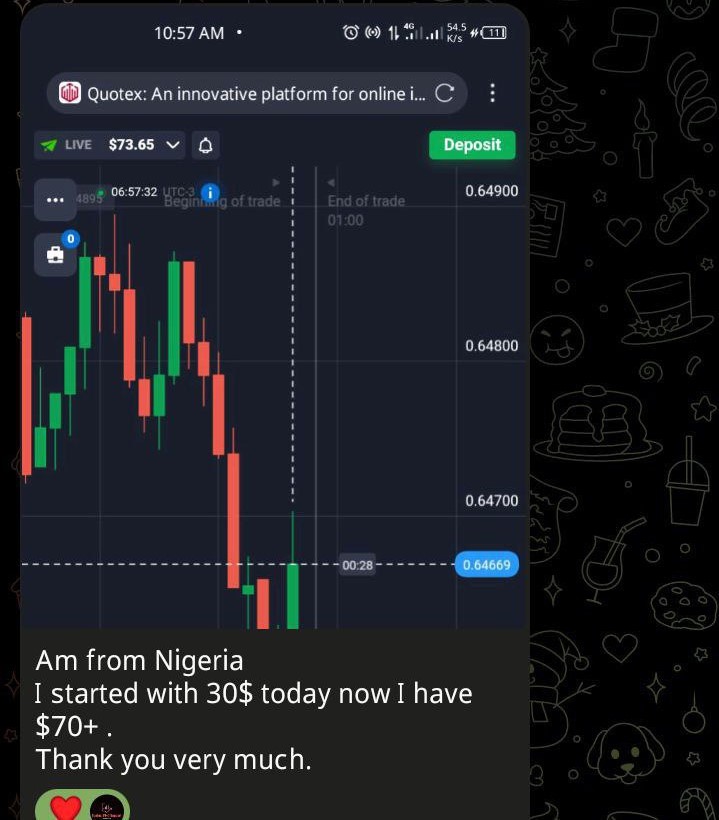 10:57 AM •
4G 54.5 K/s 11
Quotex: An innovative platform for online i...
LIVE $73.65
Deposit
4895 06:57:32 UTC-3 i
Beginning of trade
End of trade
01:00
0
0.64900
0.64800
0.64700
00:28
0.64669
Am from Nigeria
I started with 30$ today now I have
$70+ .
Thank you very much.